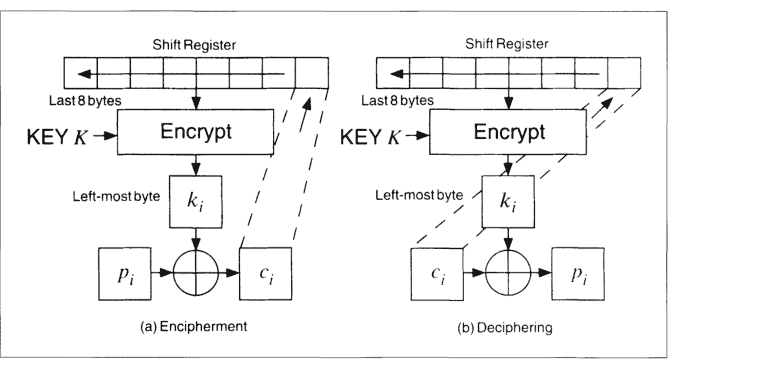 Shift Register
Last 8 bytes
KEY K
Encrypt
Left-most byte
k_i
p_i
c_i
(a) Encipherment
Shift Register
Last 8 bytes
KEY K
Encrypt
Left-most byte
k_i
c_i
p_i
(b) Deciphering